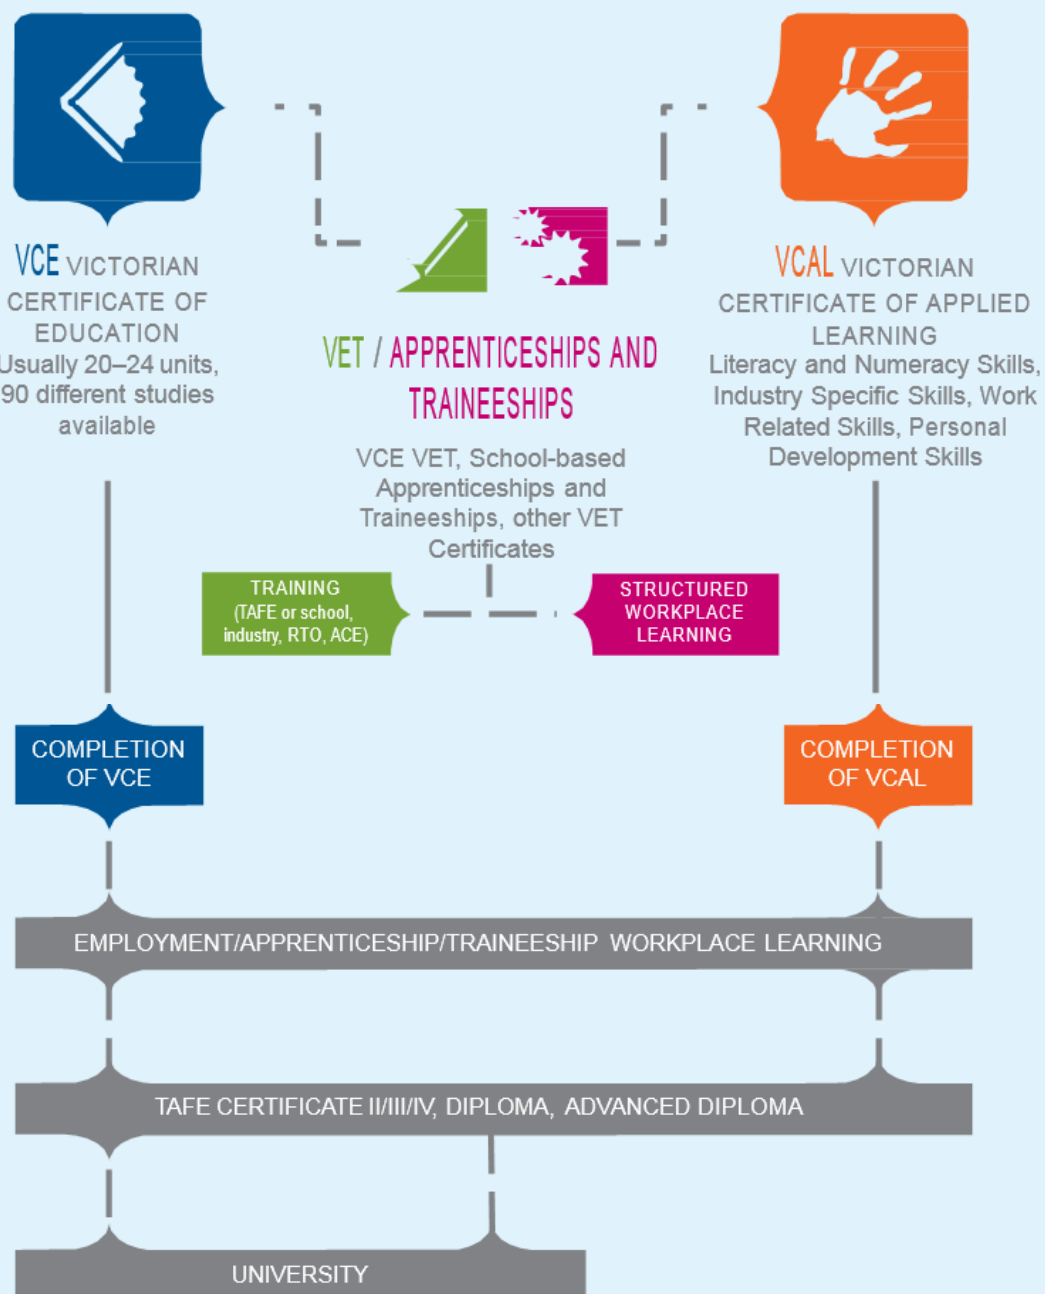 VCE VICTORIAN
CERTIFICATE OF
EDUCATION
Usually 20–24 units,
90 different studies
available
VET / APPRENTICESHIPS AND
TRAINEESHIPS
VCE VET, School-based
Apprenticeships and
Traineeships, other VET
Certificates
VCAL VICTORIAN
CERTIFICATE OF APPLIED
LEARNING
Literacy and Numeracy Skills,
Industry Specific Skills, Work
Related Skills, Personal
Development Skills
TRAINING
(TAFE or school,
industry, RTO, ACE)
STRUCTURED
WORKPLACE
LEARNING
COMPLETION
OF VCE
COMPLETION
OF VCAL
EMPLOYMENT/APPRENTICESHIP/TRAINEESHIP WORKPLACE LEARNING
TAFE CERTIFICATE II/III/IV, DIPLOMA, ADVANCED DIPLOMA
UNIVERSITY